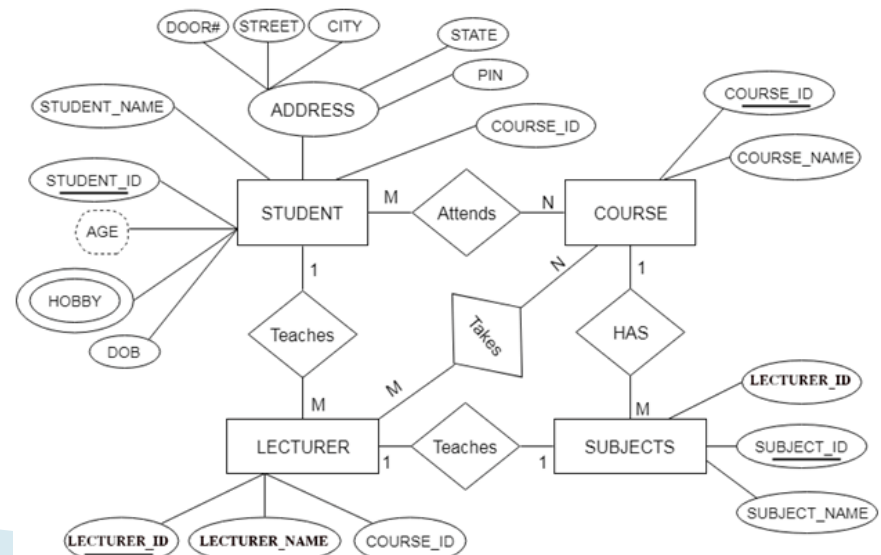 DOOR# STREET CITY
STATE
PIN
ADDRESS
STUDENT_NAME
COURSE_ID
COURSE_ID
COURSE_NAME
STUDENT_ID
AGE
HOBBY
DOB
STUDENT M Attends N COURSE
1 N 1
Teaches Takes HAS
M M M
LECTURER_ID
LECTURER 1 Teaches 1 SUBJECTS
SUBJECT_ID
SUBJECT_NAME
LECTURER_ID LECTURER_NAME COURSE_ID